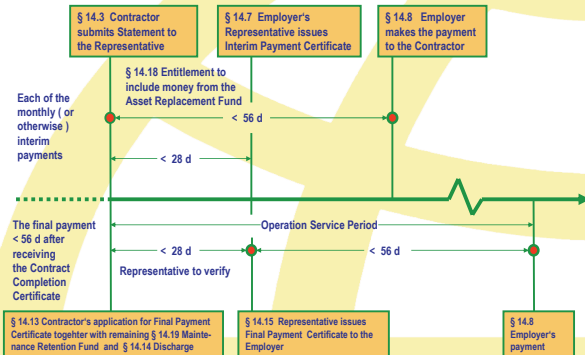 § 14.3 Contractor
submits Statement to
the Representative
§ 14.7 Employer's
Representative issues
Interim Payment Certificate
§ 14.8 Employer
makes the payment
to the Contractor
§ 14.18 Entitlement to
include money from the
Asset Replacement Fund
Each of the
monthly ( or
otherwise )
interim
payments
< 56 d
< 28 d
The final payment
< 56 d after
receiving
the Contract
Completion
Certificate
Operation Service Period
< 28 d
< 56 d
Representative to verify
§ 14.13 Contractor's application for Final Payment
Certificate togehter with remaining § 14.19 Mainte-
nance Retention Fund and § 14.14 Discharge
§ 14.15 Representative issues
Final Payment Certificate to the
Employer
§ 14.8
Employer's
payment